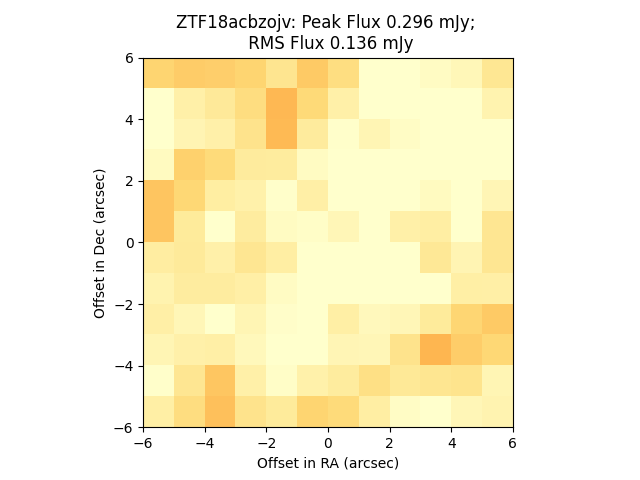 ZTF18acbzojv: Peak Flux 0.296 mJy;
RMS Flux 0.136 mJy
6
4
2
0
−2
−4
−6
Offset in Dec (arcsec)
−6 −4 −2 0 2 4 6
Offset in RA (arcsec)